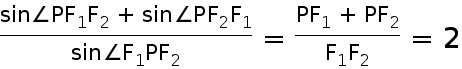 (sin∠PF₁F₂ + sin∠PF₂F₁) / sin∠F₁PF₂ = (PF₁ + PF₂) / F₁F₂ = 2